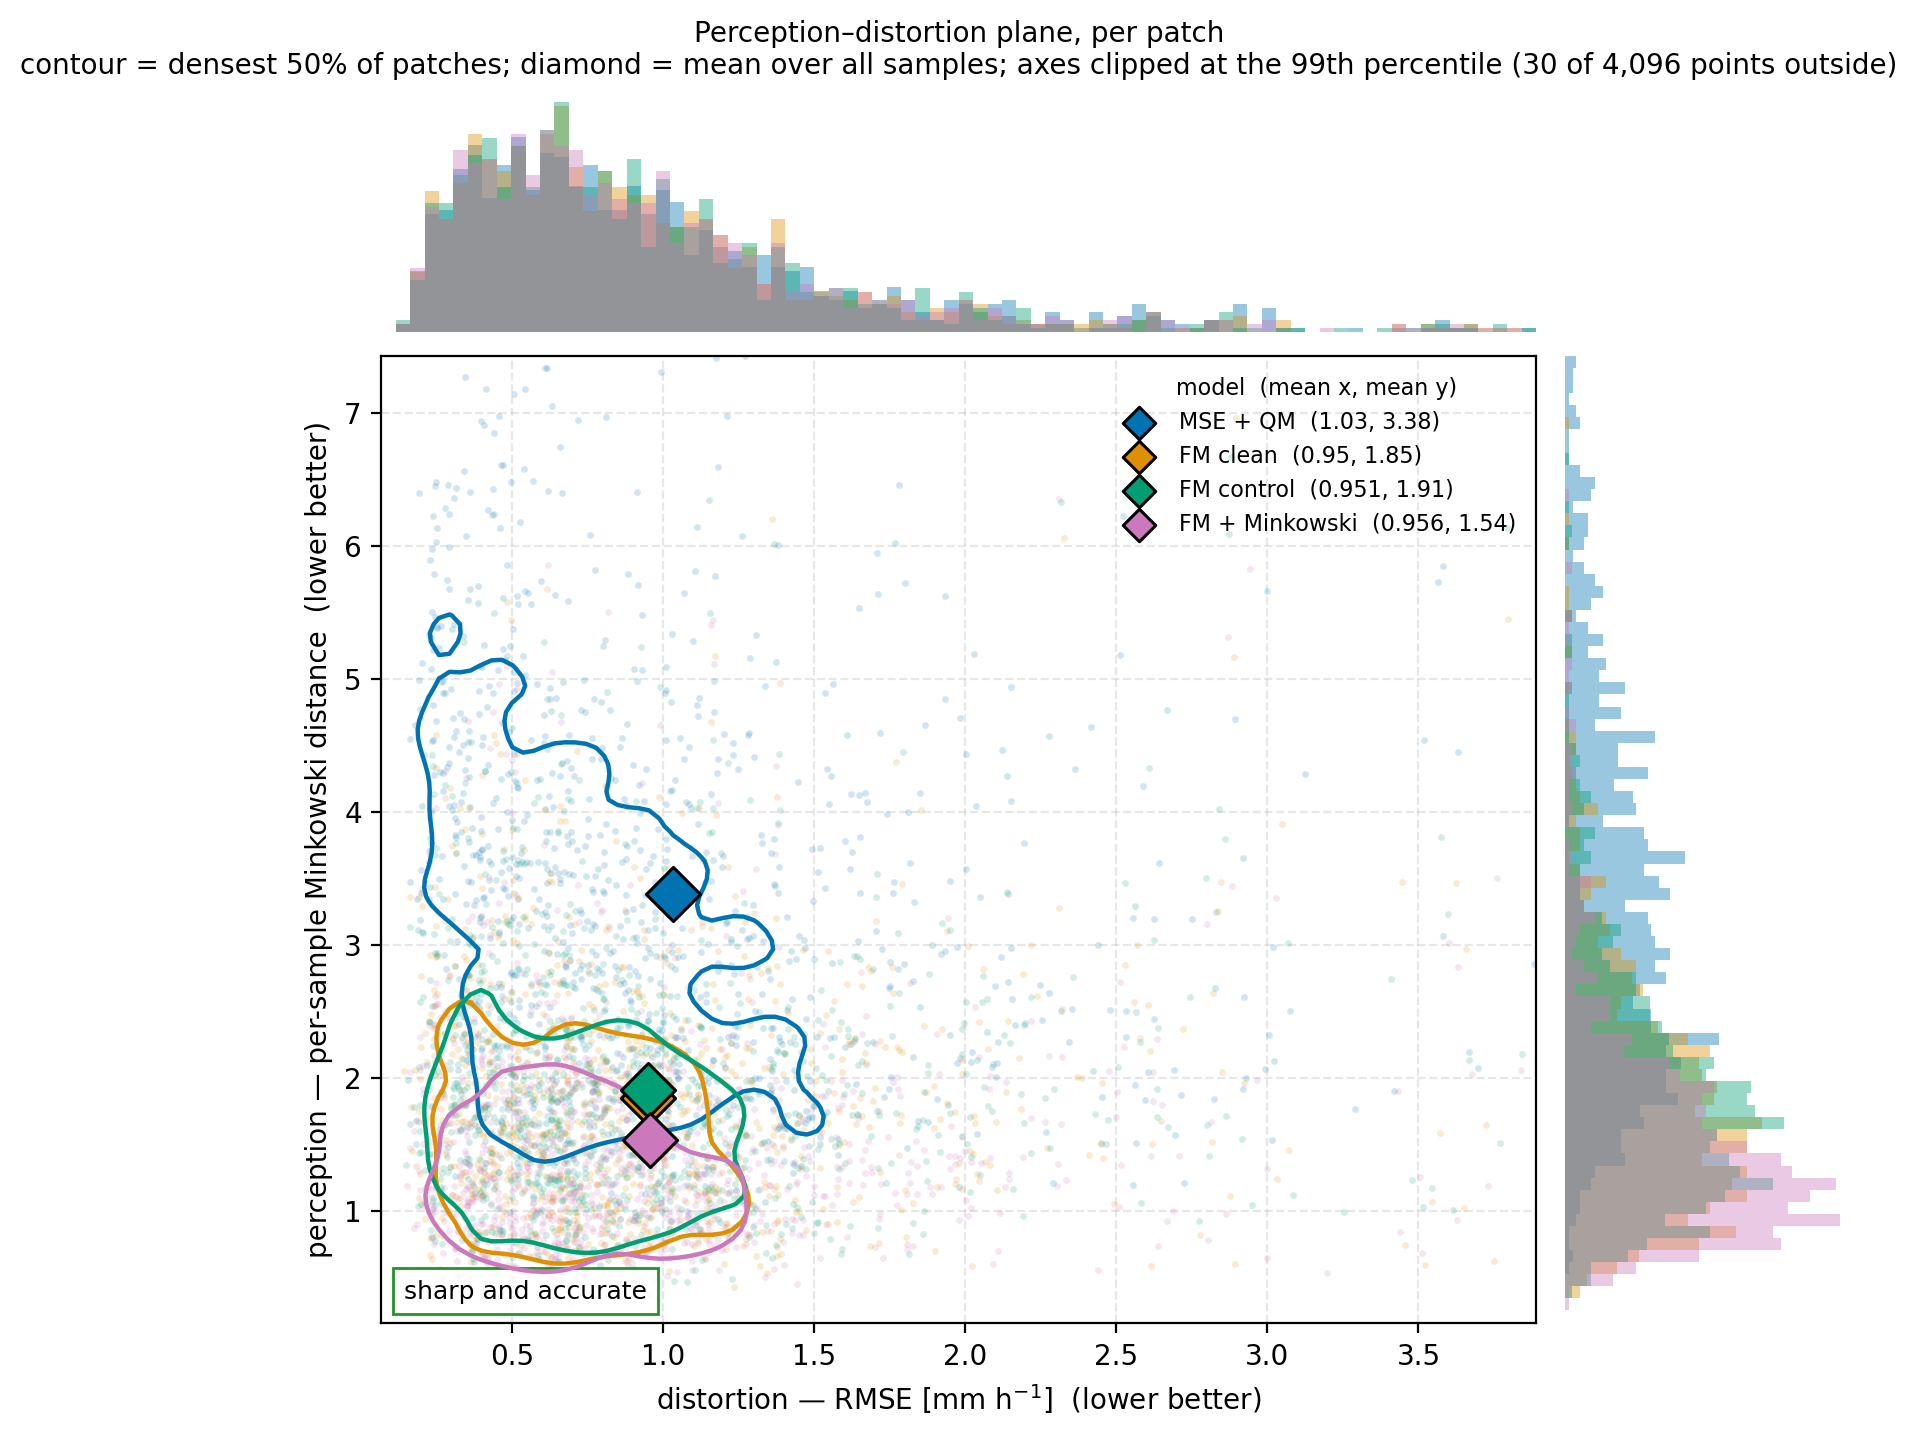 Perception–distortion plane, per patch
contour = densest 50% of patches; diamond = mean over all samples; axes clipped at the 99th percentile (30 of 4,096 points outside)
model  (mean x, mean y)
MSE + QM  (1.03, 3.38)
FM clean  (0.95, 1.85)
FM control  (0.951, 1.91)
FM + Minkowski  (0.956, 1.54)
perception — per-sample Minkowski distance  (lower better)
7
6
5
4
3
2
1
sharp and accurate
0.5 1.0 1.5 2.0 2.5 3.0 3.5
distortion — RMSE [mm h⁻¹]  (lower better)